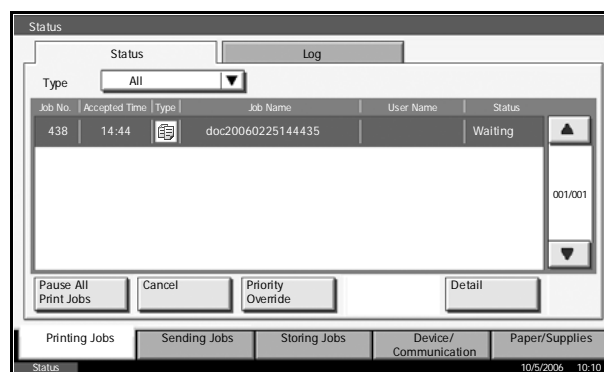 Status
Status Log
Type All
Job No. Accepted Time Type Job Name User Name Status
438 14:44 doc20060225144435 Waiting
001/001
Pause All Print Jobs Cancel Priority Override Detail
Printing Jobs Sending Jobs Storing Jobs Device/ Communication Paper/Supplies
Status 10/5/2006 10:10